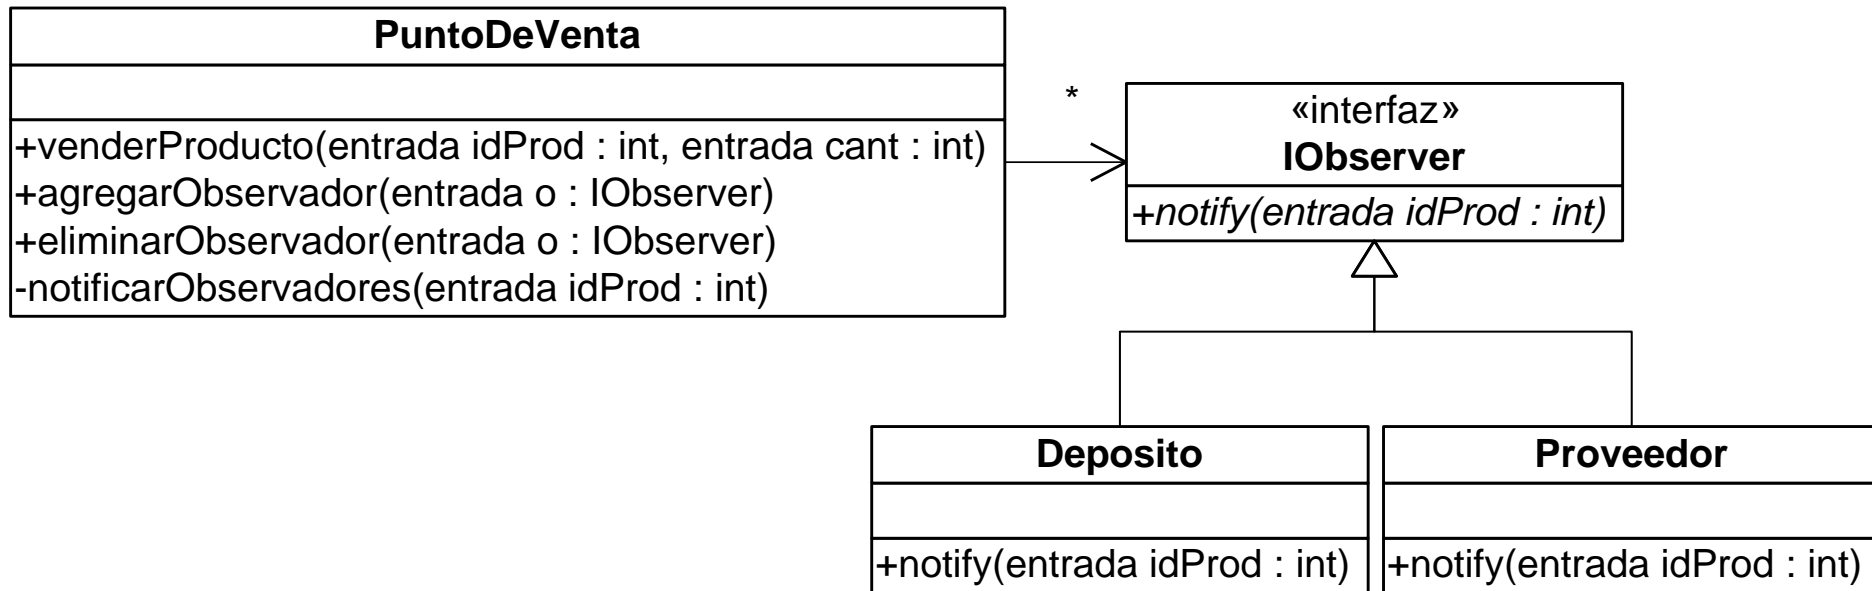 PuntoDeVenta
+venderProducto(entrada idProd : int, entrada cant : int)
+agregarObservador(entrada o : IObserver)
+eliminarObservador(entrada o : IObserver)
-notificarObservadores(entrada idProd : int)
*
«interfaz»
IObserver
+notify(entrada idProd : int)
Deposito
+notify(entrada idProd : int)
Proveedor
+notify(entrada idProd : int)